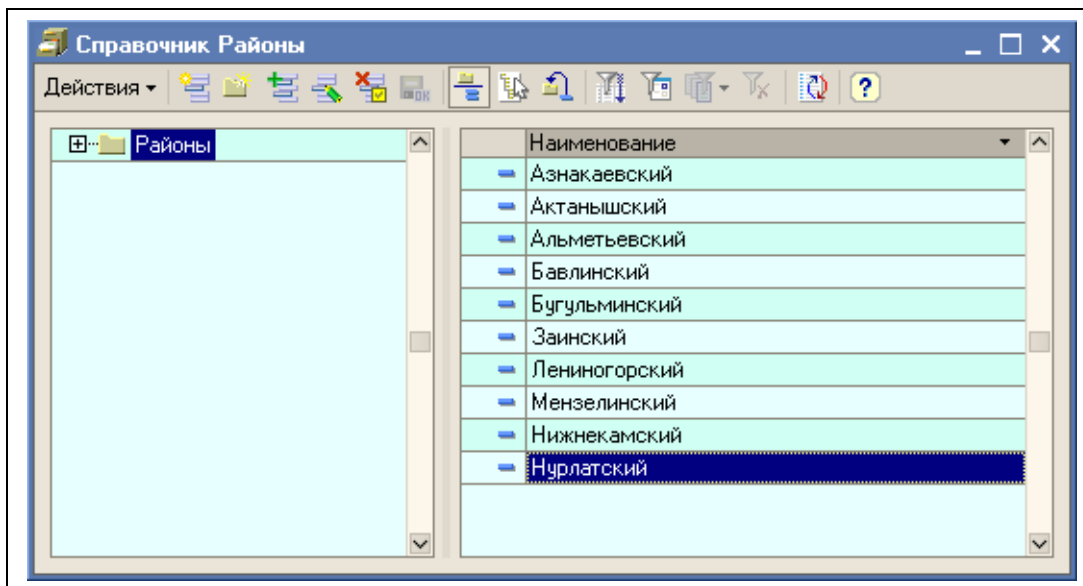 Справочник Районы
Действия
Районы
Наименование
Азнакаевский
Актанышский
Альметьевский
Бавлинский
Бугульминский
Заинский
Лениногорский
Мензелинский
Нижнекамский
Нурлатский